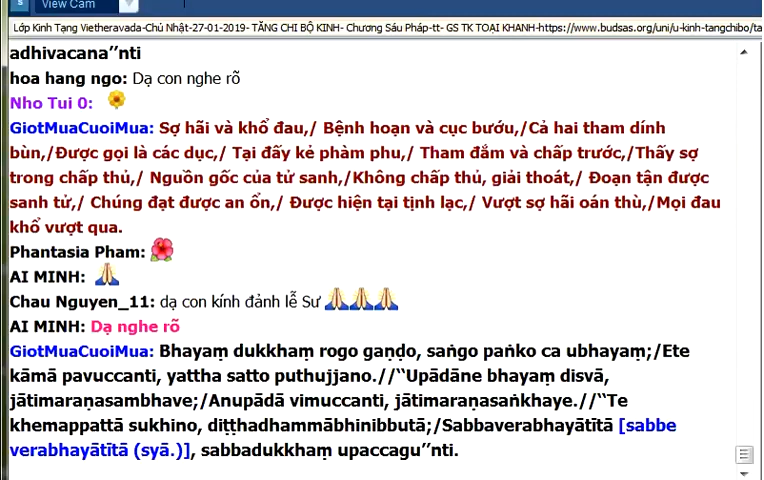 View Cam
Lớp Kinh Tạng Vietheravada-Chủ Nhật-27-01-2019- TĂNG CHI BỘ KINH- Chương Sáu Pháp-tt- GS TK TOẠI KHANH-https://www.budsas.org/uni/u-kinh-tangchibo/ta
adhivacana’’nti
hoa hang ngo: Dạ con nghe rõ
Nho Tui 0:
GiotMuaCuoiMua: Sợ hãi và khổ đau,/ Bệnh hoạn và cục bướu,/Cả hai tham dính
bùn,/Được gọi là các dục,/ Tại đấy kẻ phàm phu,/ Tham đắm và chấp trước,/Thấy sợ
trong chấp thủ,/ Nguồn gốc của tử sanh,/Không chấp thủ, giải thoát,/ Đoạn tận được
sanh tử,/ Chúng đạt được an ổn,/ Được hiện tại tịnh lạc,/ Vượt sợ hãi oán thù,/Mọi đau
khổ vượt qua.
Phantasia Pham:
AI MINH:
Chau Nguyen_11: dạ con kính đảnh lễ Sư
AI MINH: Dạ nghe rõ
GiotMuaCuoiMua: Bhayaṃ dukkhaṃ rogo gaṇḍo, saṅgo paṅko ca ubhayaṃ;/Ete
kāmā pavuccanti, yattha satto puthujjano.//‘‘Upādāne bhayaṃ disvā,
jātimaraṇasambhave;/Anupādā vimuccanti, jātimaraṇasaṅkhaye.//‘‘Te
khemappattā sukhino, diṭṭhadhammābhinibbutā;/Sabbaverabhayātītā [sabbe
verabhayātītā (syā.)], sabbadukkhaṃ upaccagu’’nti.